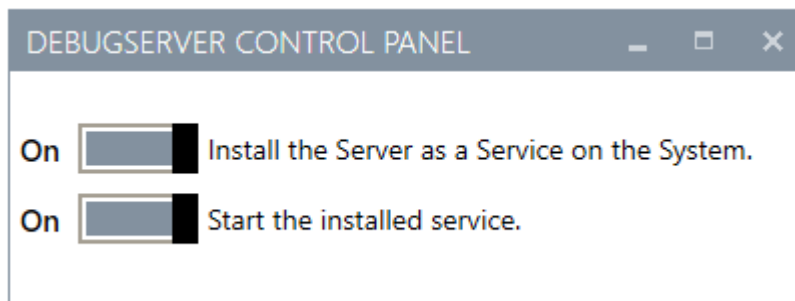 DEBUGSERVER CONTROL PANEL
On Install the Server as a Service on the System.
On Start the installed service.